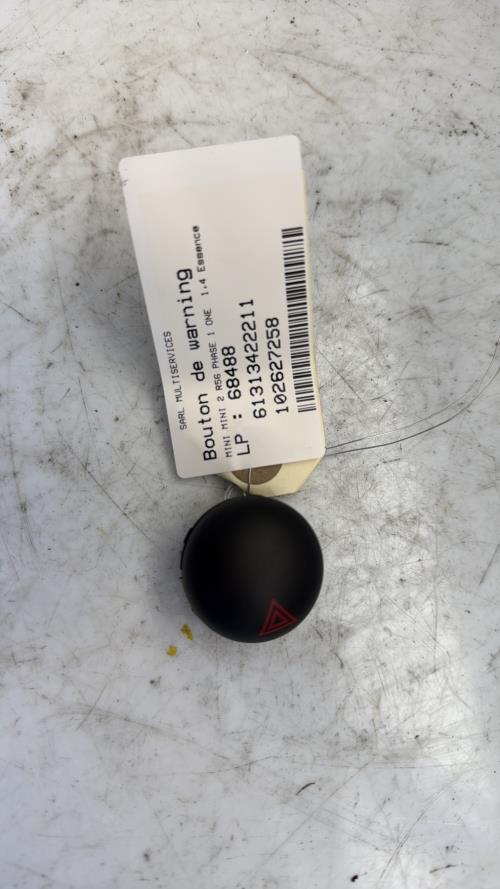 SARL MULTISERVICES
Bouton de warning
MINI MINI 2 R56 PHASE 1 ONE 1.4 Essence
LP : 68488
61313422211
102627258